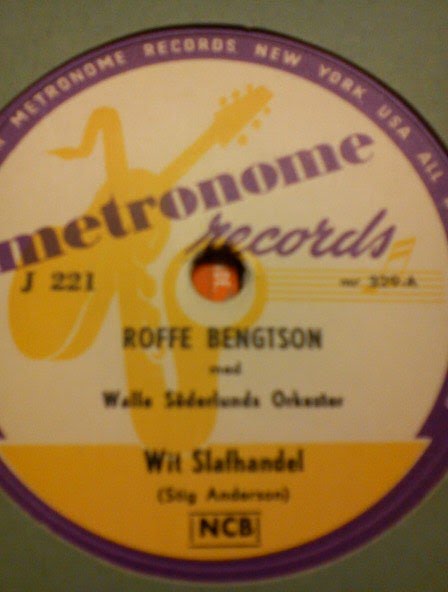 METRONOME RECORDS NEW YORK USA ALL
metronome
records
J 221
ROFFE BENGTSON
med
Walle Söderlunds Orkester
Wit Slafhandel
(Stig Anderson)
NCB